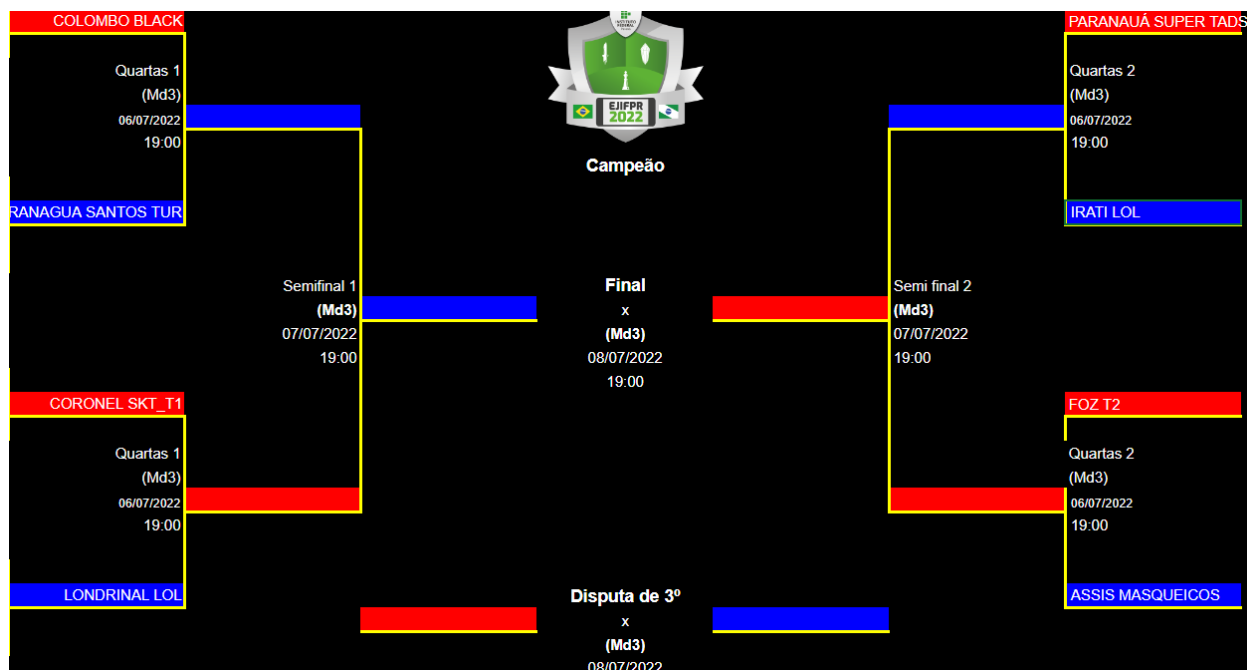 COLOMBO BLACK
Quartas 1
(Md3)
06/07/2022
19:00
RANAGUA SANTOS TUR
Semifinal 1
(Md3)
07/07/2022
19:00
CORONEL SKT_T1
Quartas 1
(Md3)
06/07/2022
19:00
LONDRINAL LOL
INSTITUTO
FEDERAL
EJIFPR
2022
Campeão
Final
x
(Md3)
08/07/2022
19:00
Disputa de 3º
x
(Md3)
08/07/2022
PARANAUÁ SUPER TADS
Quartas 2
(Md3)
06/07/2022
19:00
IRATI LOL
Semi final 2
(Md3)
07/07/2022
19:00
FOZ T2
Quartas 2
(Md3)
06/07/2022
19:00
ASSIS MASQUEICOS